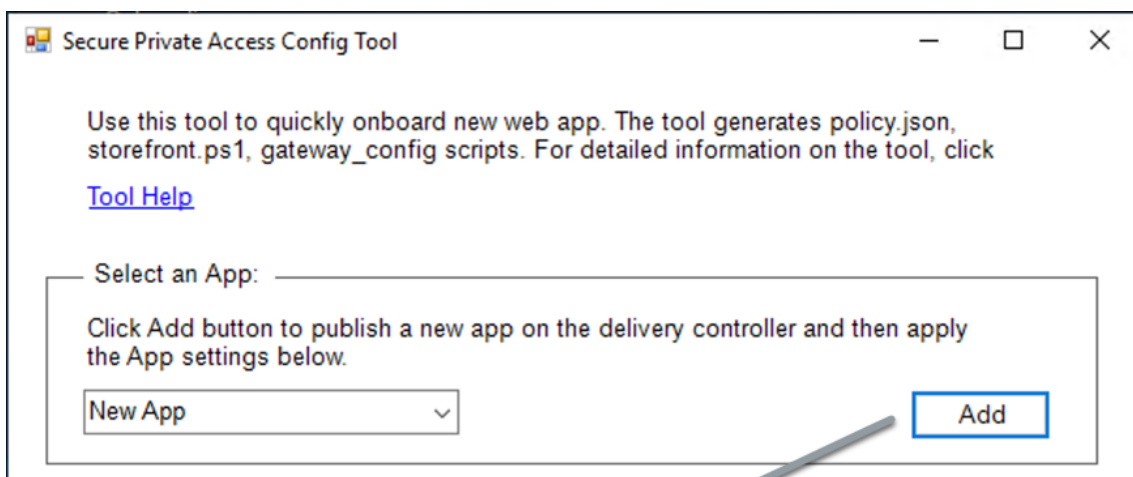 Secure Private Access Config Tool
Use this tool to quickly onboard new web app. The tool generates policy.json,
storefront.ps1, gateway_config scripts. For detailed information on the tool, click
Tool Help
Select an App:
Click Add button to publish a new app on the delivery controller and then apply
the App settings below.
New App
Add